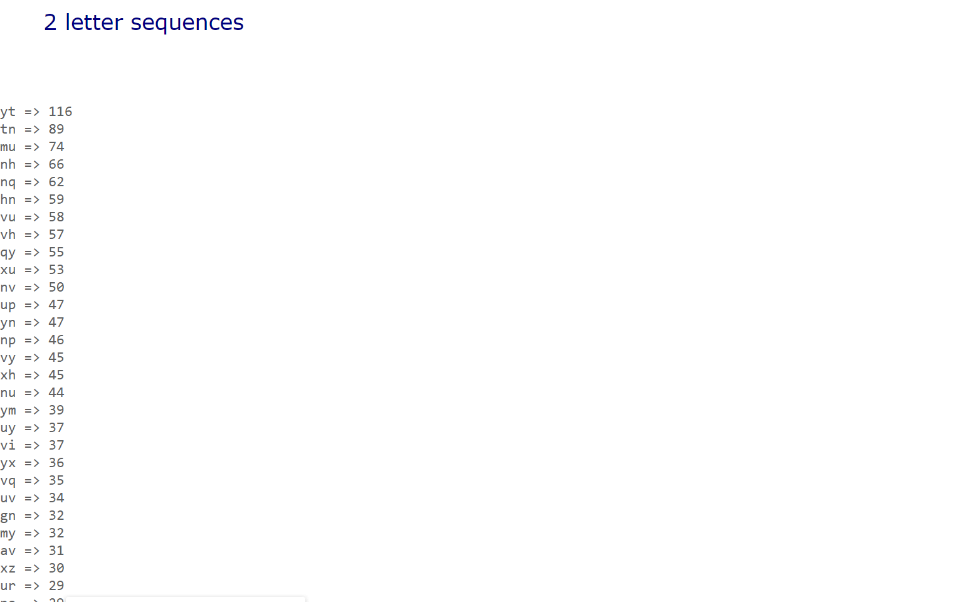 2 letter sequences
yt => 116
tn => 89
mu => 74
nh => 66
nq => 62
hn => 59
vu => 58
vh => 57
qy => 55
xu => 53
nv => 50
up => 47
yn => 47
np => 46
vy => 45
xh => 45
nu => 44
ym => 39
uy => 37
vi => 37
yx => 36
vq => 35
uv => 34
gn => 32
my => 32
av => 31
xz => 30
ur => 29